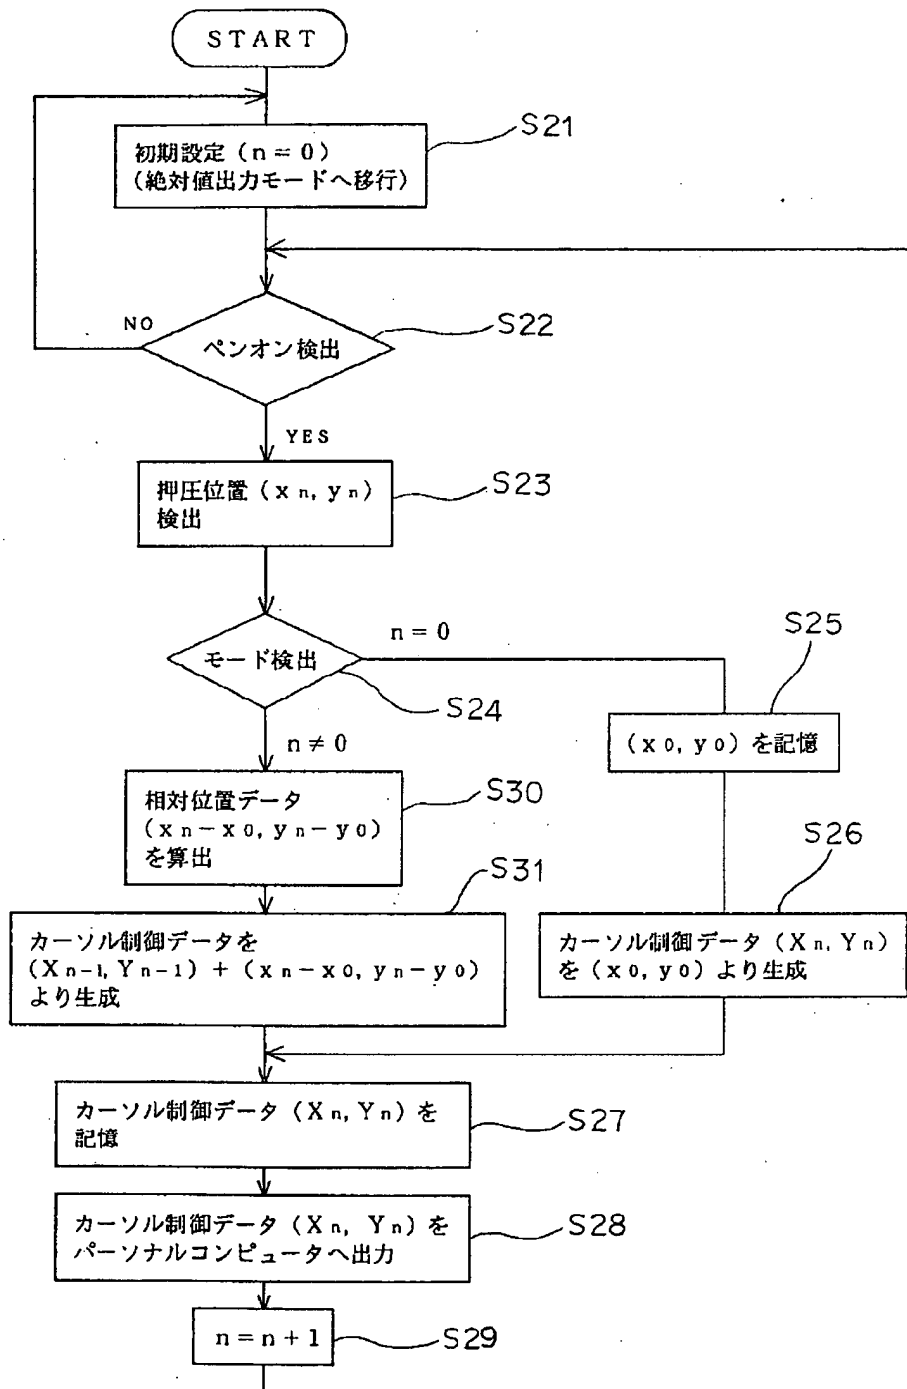 START
S21
初期設定(n=0)
(絶対値出力モードへ移行)
NO
S22
ペンオン検出
YES
S23
押圧位置(xn,yn)
検出
n=0
S25
モード検出
S24
(x0,y0)を記憶
n≠0
S30
相対位置データ
(xn-x0,yn-y0)
を算出
S26
S31
カーソル制御データを
(Xn-1,Yn-1)+(xn-x0,yn-y0)
より生成
カーソル制御データ(Xn,Yn)
を(x0,y0)より生成
カーソル制御データ(Xn,Yn)を
記憶
S27
カーソル制御データ(Xn, Yn)を
パーソナルコンピュータへ出力
S28
n=n+1
S29